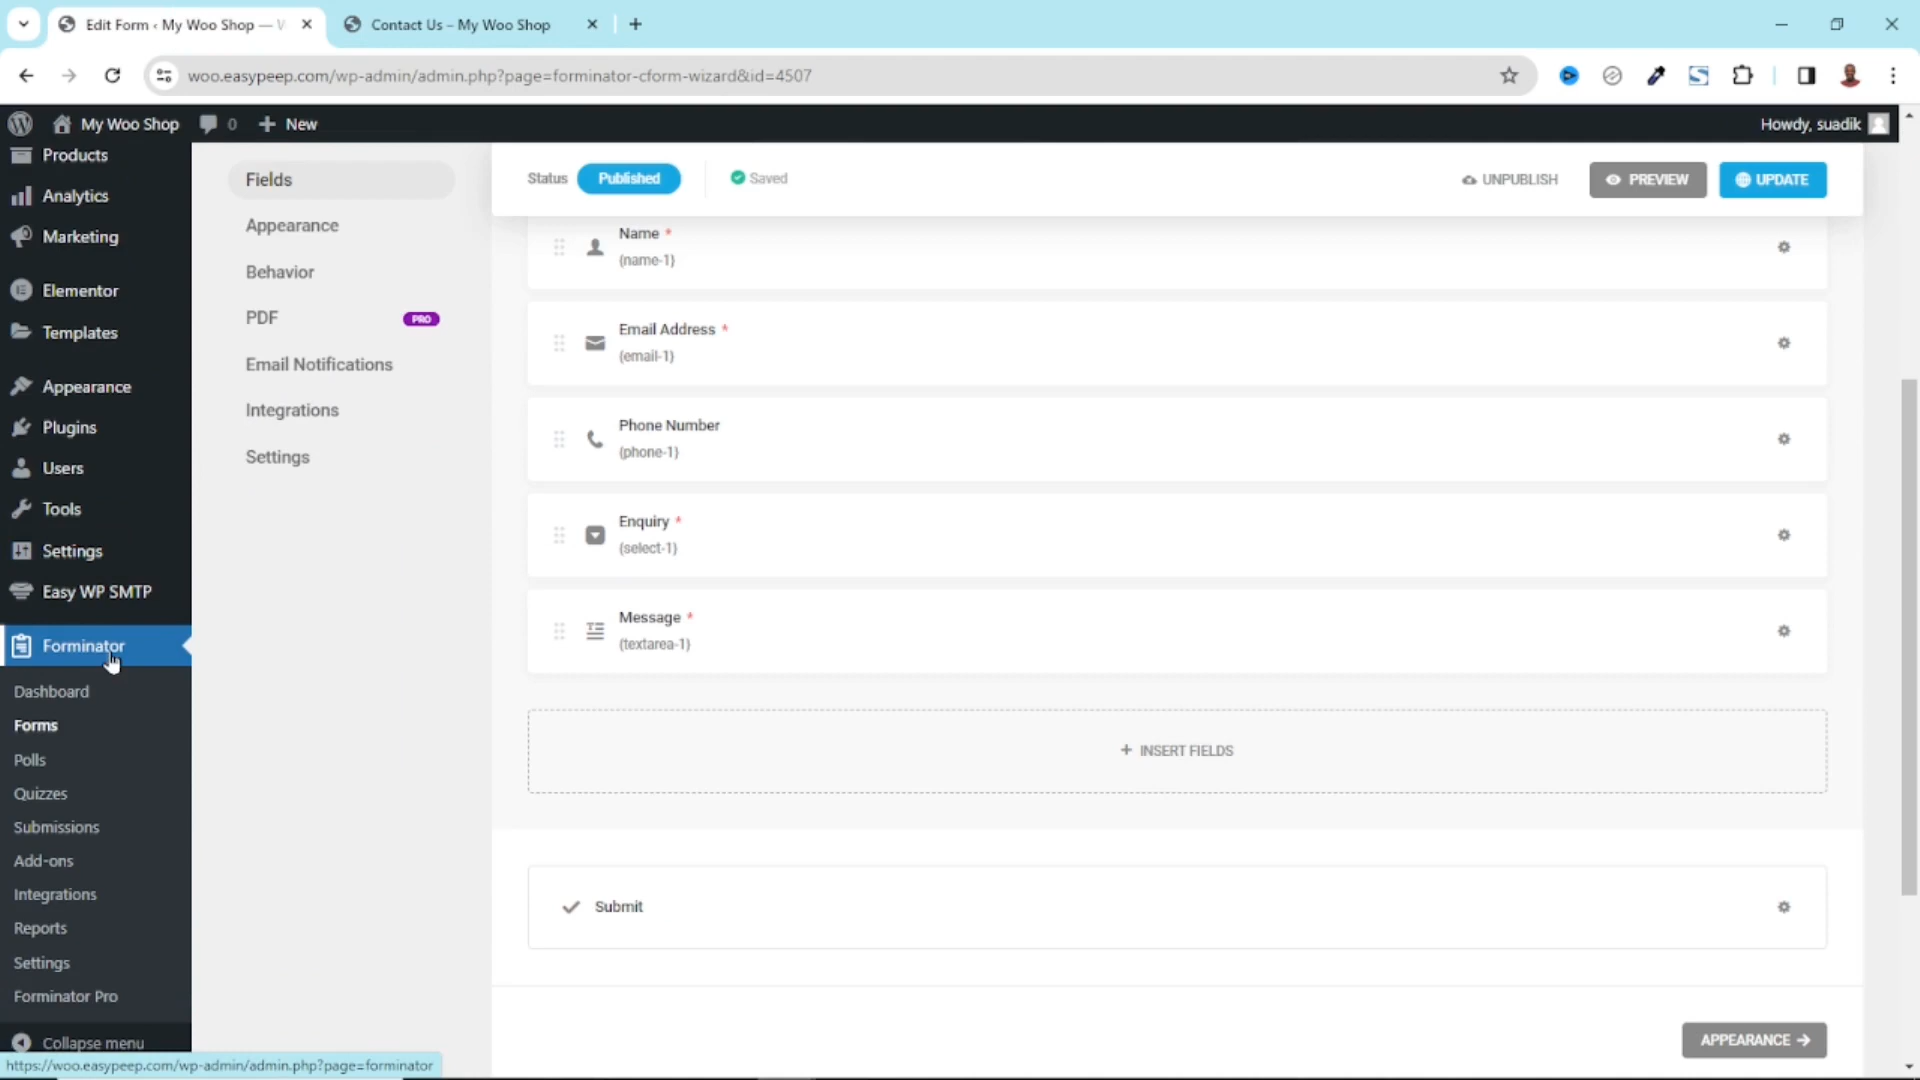 Edit Form ‹ My Woo Shop —
Contact Us – My Woo Shop
woo.easypeep.com/wp-admin/admin.php?page=forminator-cform-wizard&id=4507
My Woo Shop
0
New
Howdy, suadik
Products
Analytics
Marketing
Elementor
Templates
Appearance
Plugins
Users
Tools
Settings
Easy WP SMTP
Forminator
Dashboard
Forms
Polls
Quizzes
Submissions
Add-ons
Integrations
Reports
Settings
Forminator Pro
Collapse menu
https://woo.easypeep.com/wp-admin/admin.php?page=forminator
Fields
Appearance
Behavior
PDF
PRO
Email Notifications
Integrations
Settings
Status
Published
Saved
UNPUBLISH
PREVIEW
UPDATE
Name *
(name-1)
Email Address *
(email-1)
Phone Number
(phone-1)
Enquiry *
(select-1)
Message *
(textarea-1)
+ INSERT FIELDS
Submit
APPEARANCE →